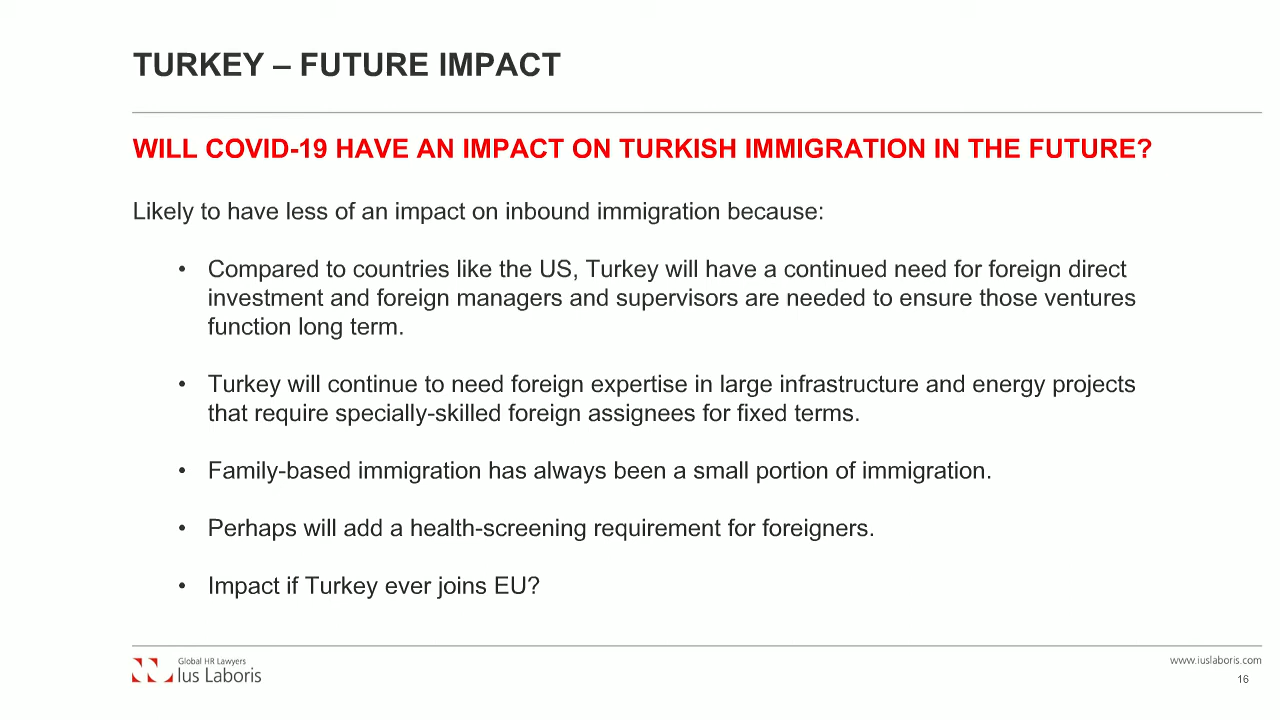 TURKEY – FUTURE IMPACT
WILL COVID-19 HAVE AN IMPACT ON TURKISH IMMIGRATION IN THE FUTURE?
Likely to have less of an impact on inbound immigration because:
• Compared to countries like the US, Turkey will have a continued need for foreign direct
investment and foreign managers and supervisors are needed to ensure those ventures
function long term.
• Turkey will continue to need foreign expertise in large infrastructure and energy projects
that require specially-skilled foreign assignees for fixed terms.
• Family-based immigration has always been a small portion of immigration.
• Perhaps will add a health-screening requirement for foreigners.
• Impact if Turkey ever joins EU?
Global HR Lawyers
Ius Laboris
www.iuslaboris.com
16